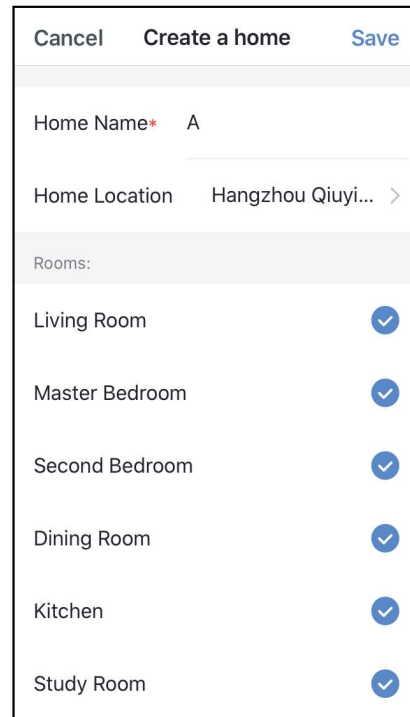 Cancel Create a home Save
Home Name* A
Home Location Hangzhou Qiuyi...
Rooms:
Living Room
Master Bedroom
Second Bedroom
Dining Room
Kitchen
Study Room